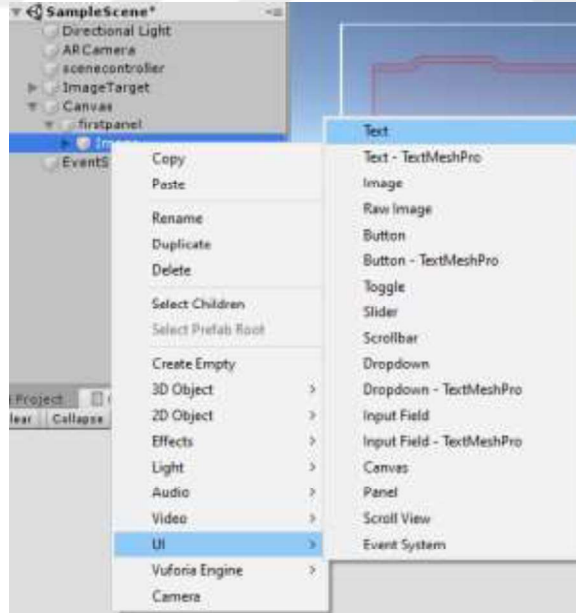 SampleScene*
Directional Light
ARCamera
scenecontroller
ImageTarget
Canvas
firstpanel
EventS
Copy
Paste
Rename
Duplicate
Delete
Select Children
Select Prefab Root
Create Empty
3D Object
2D Object
Effects
Light
Audio
Video
UI
Vuforia Engine
Camera
Text
Text - TextMeshPro
Image
Raw Image
Button
Button - TextMeshPro
Toggle
Slider
Scrollbar
Dropdown
Dropdown - TextMeshPro
Input Field
Input Field - TextMeshPro
Canvas
Panel
Scroll View
Event System
Project
lear Collapse